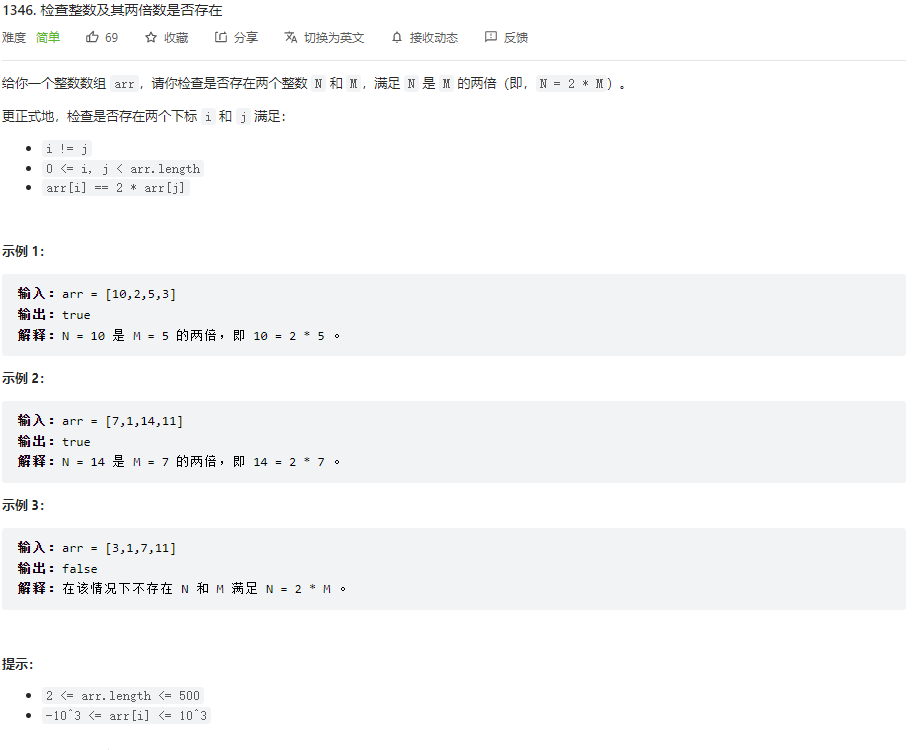 1346. 检查整数及其两倍数是否存在
难度 简单 69 收藏 分享 切换为英文 接收动态 反馈
给你一个整数数组 arr，请你检查是否存在两个整数 N 和 M，满足 N 是 M 的两倍（即，N = 2 * M）。
更正式地，检查是否存在两个下标 i 和 j 满足：
i != j
0 <= i, j < arr.length
arr[i] == 2 * arr[j]
示例 1：
输入：arr = [10,2,5,3]
输出：true
解释：N = 10 是 M = 5 的两倍，即 10 = 2 * 5 。
示例 2：
输入：arr = [7,1,14,11]
输出：true
解释：N = 14 是 M = 7 的两倍，即 14 = 2 * 7 。
示例 3：
输入：arr = [3,1,7,11]
输出：false
解释：在该情况下不存在 N 和 M 满足 N = 2 * M 。
提示：
2 <= arr.length <= 500
-10^3 <= arr[i] <= 10^3